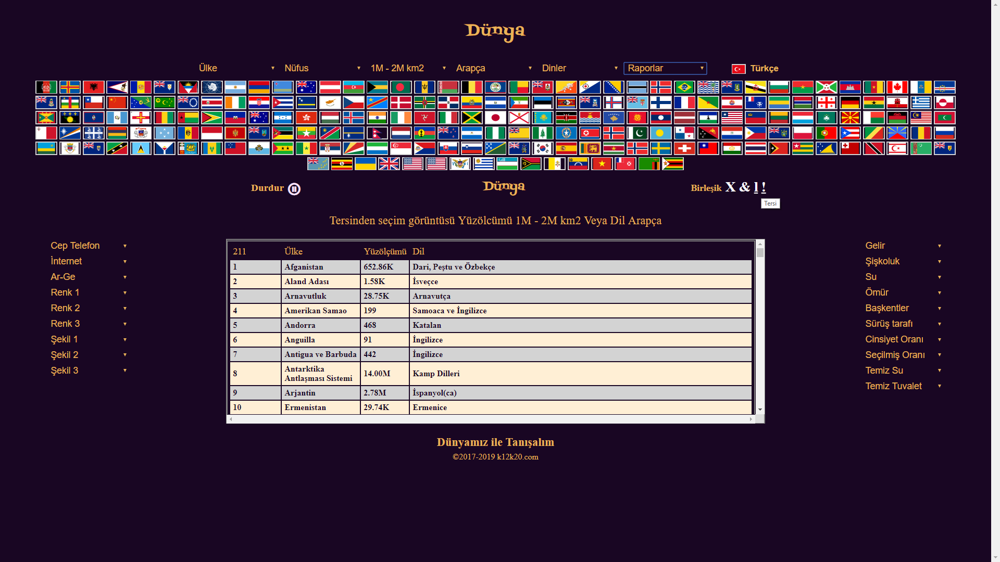 Dünya
Ülke Nüfus 1M - 2M km2 Arapça Dinler Raporlar Türkçe
Durdur Dünya Birleşik X & l !
Tersi
Tersinden seçim görüntüsü Yüzölcümü 1M - 2M km2 Veya Dil Arapça
Cep Telefon
İnternet
Ar-Ge
Renk 1
Renk 2
Renk 3
Şekil 1
Şekil 2
Şekil 3
211 Ülke Yüzölçümü Dil
1 Afganistan 652.86K Dari, Peştu ve Özbekçe
2 Aland Adası 1.58K İsveçce
3 Arnavutluk 28.75K Arnavutça
4 Amerikan Samao 199 Samoaca ve İngilizce
5 Andorra 468 Katalan
6 Anguilla 91 İngilizce
7 Antigua ve Barbuda 442 İngilizce
8 Antarktika Antlaşması Sistemi 14.00M Kamp Dilleri
9 Arjantin 2.78M İspanyol(ca)
10 Ermenistan 29.74K Ermenice
Gelir
Şişkoluk
Su
Ömür
Başkentler
Sürüş tarafı
Cinsiyet Oranı
Seçilmiş Oranı
Temiz Su
Temiz Tuvalet
Dünyamız ile Tanışalım
©2017-2019 k12k20.com